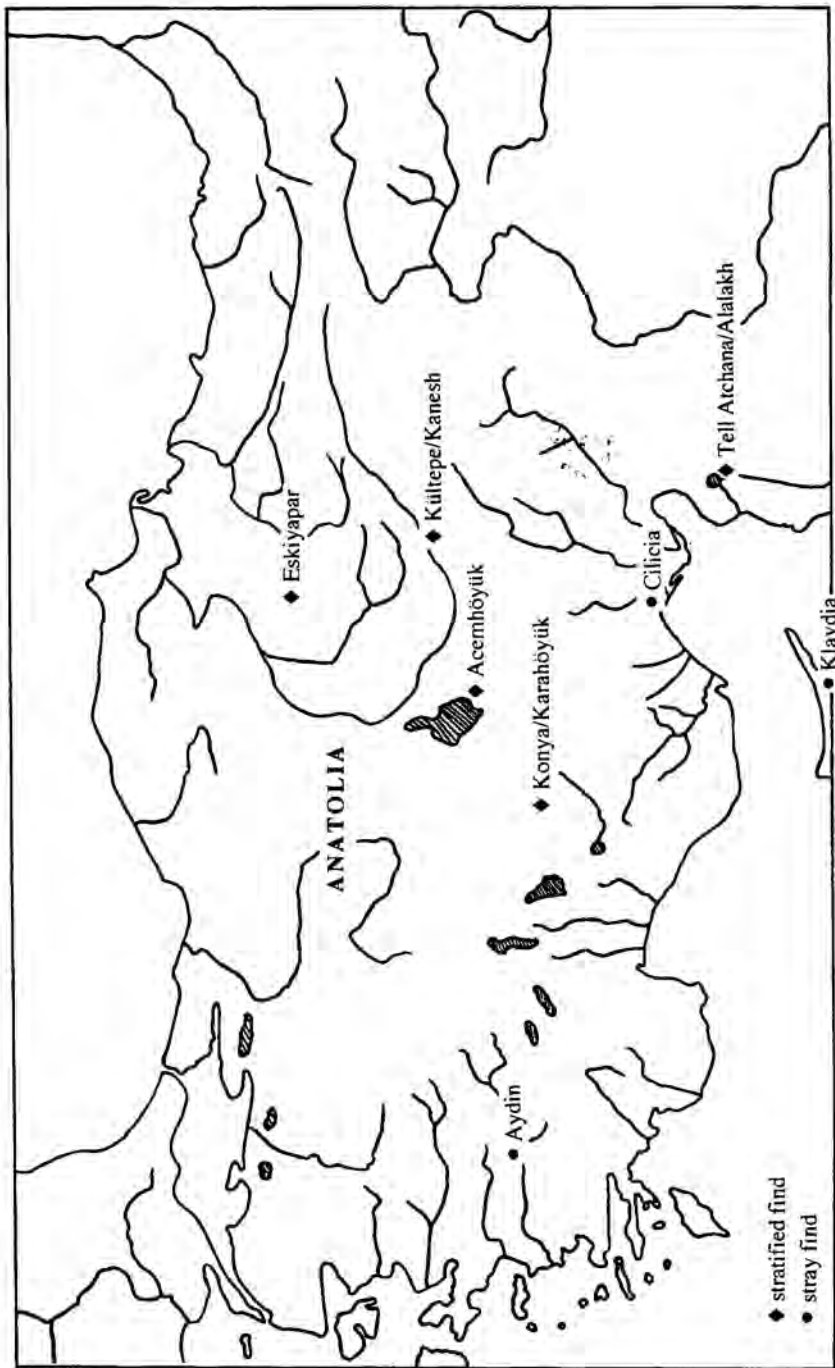 ANATOLIA
Eskiyapar
Kültepe/Kanesh
Acemhöyük
Konya/Karahöyük
Cilicia
Tell Atchana/Alalakh
Klavdia
Aydin
stratified find
stray find